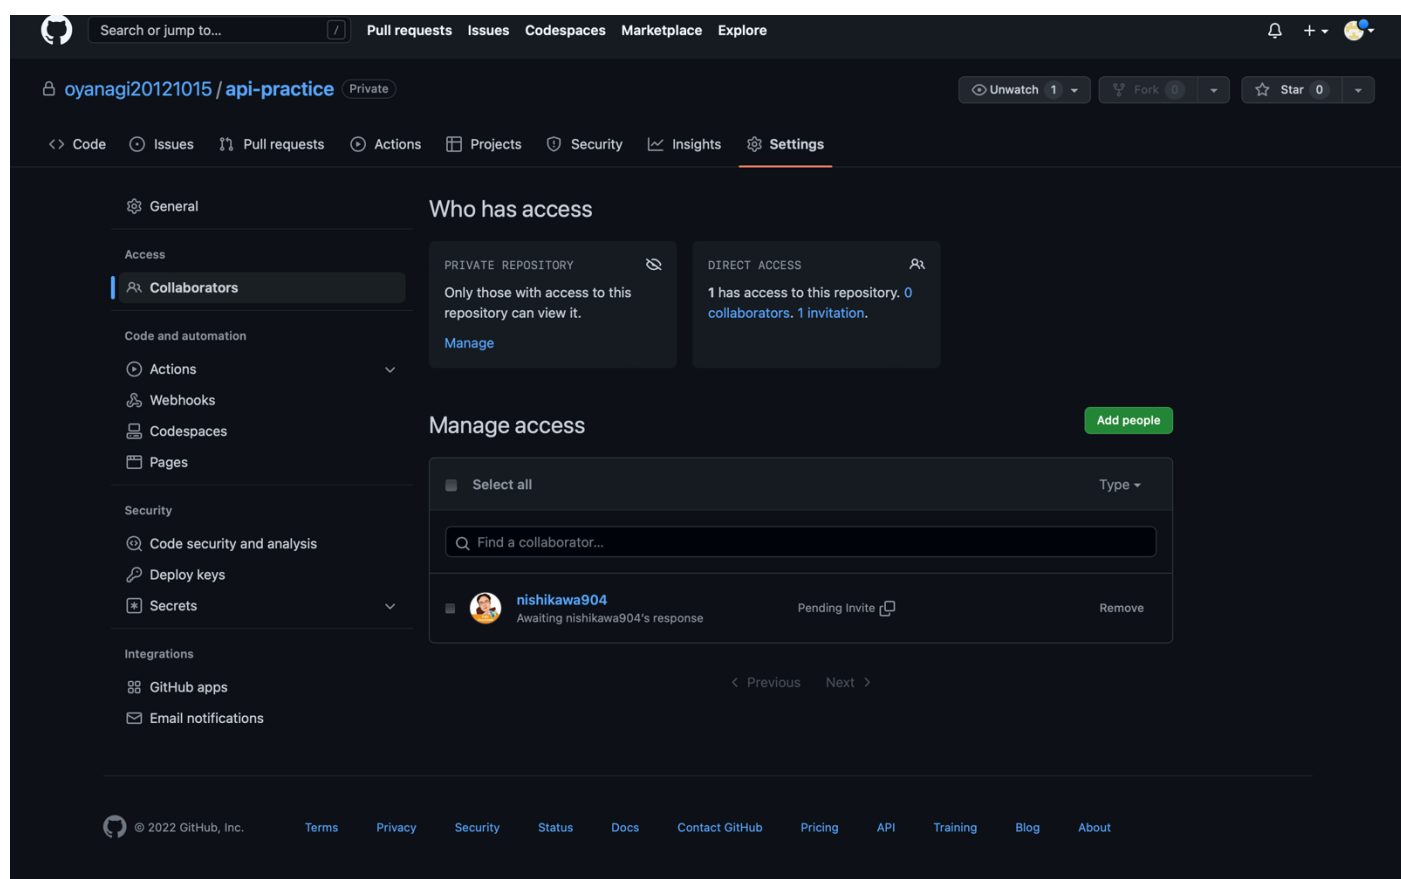 Search or jump to... / Pull requests Issues Codespaces Marketplace Explore
oyanagi20121015 / api-practice Private Unwatch 1 Fork 0 Star 0
Code Issues Pull requests Actions Projects Security Insights Settings
General
Access
Collaborators
Code and automation
Actions
Webhooks
Codespaces
Pages
Security
Code security and analysis
Deploy keys
Secrets
Integrations
GitHub apps
Email notifications
Who has access
PRIVATE REPOSITORY
Only those with access to this
repository can view it.
Manage
DIRECT ACCESS
1 has access to this repository. 0
collaborators. 1 invitation.
Manage access
Add people
Select all Type
Find a collaborator...
nishikawa904
Awaiting nishikawa904's response
Pending Invite
Remove
Previous Next
© 2022 GitHub, Inc. Terms Privacy Security Status Docs Contact GitHub Pricing API Training Blog About